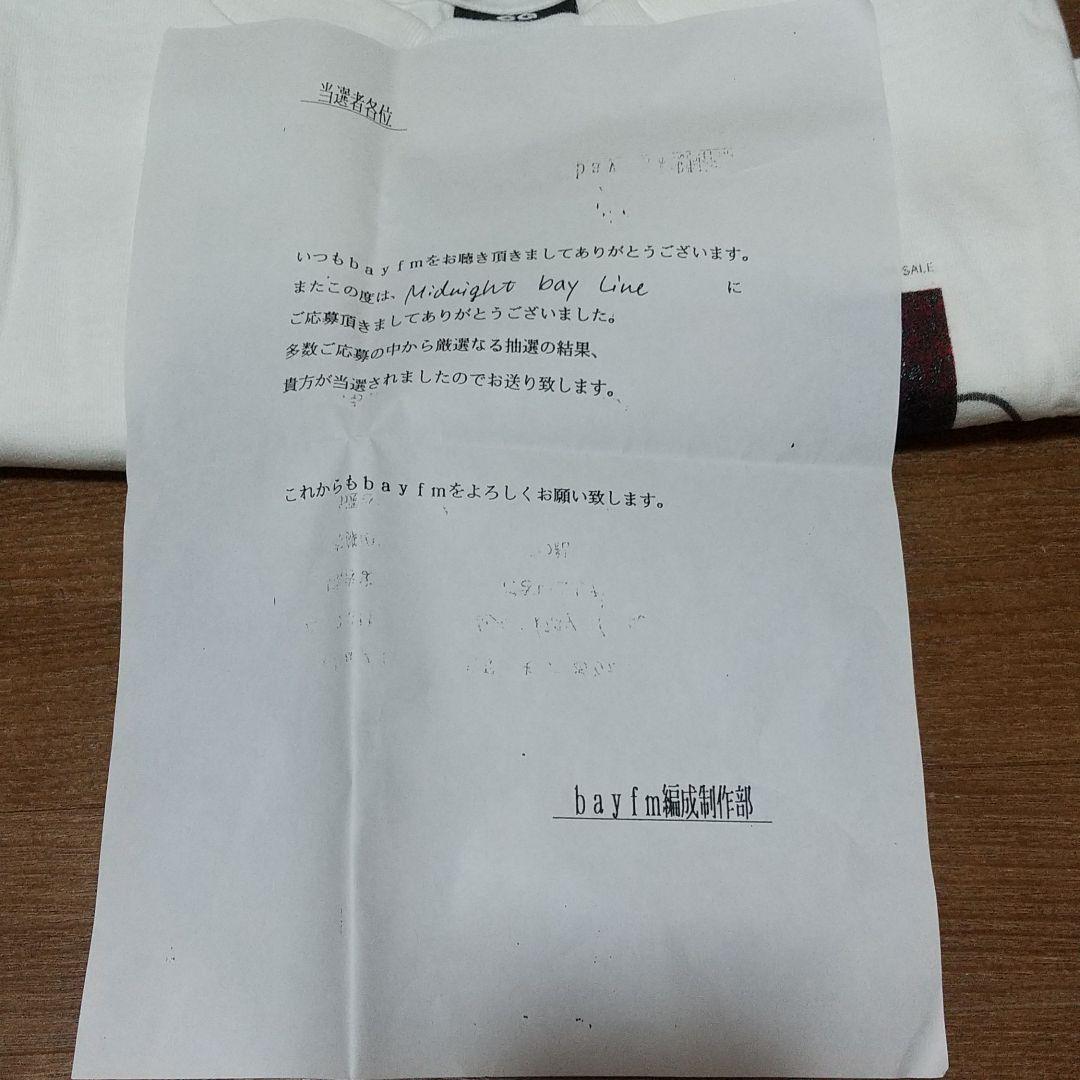 SALE
当選者各位
いつもｂａｙｆｍをお聴き頂きましてありがとうございます。
またこの度は、Midnight bay Line に
ご応募頂きましてありがとうございました。
多数ご応募の中から厳選なる抽選の結果、
貴方が当選されましたのでお送り致します。
これからもｂａｙｆｍをよろしくお願い致します。
ｂａｙｆｍ編成制作部